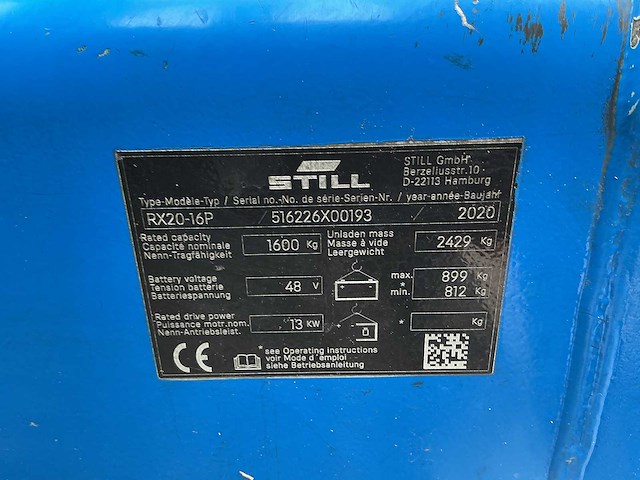 STILL
STILL GmbH
Berzeliusstr.10
D-22113 Hamburg
Type-Modèle-Typ / Serial no.-No. de série-Serien-Nr. / year-année-Baujahr
RX20-16P 516226X00193 2020
Rated capacity
Capacité nominale
Nenn-Tragfähigkeit
1600 Kg
Unladen mass
Masse à vide
Leergewicht
2429 Kg
Battery voltage
Tension batterie
Batteriespannung
48 V
max. 899 Kg
*
min. 812 Kg
Rated drive power
Puissance motr.nom.
Nenn-Antriebsleist.
13 KW
* Kg
CE
*see Operating instructions
voir Mode d'emploi
siehe Betriebsanleitung